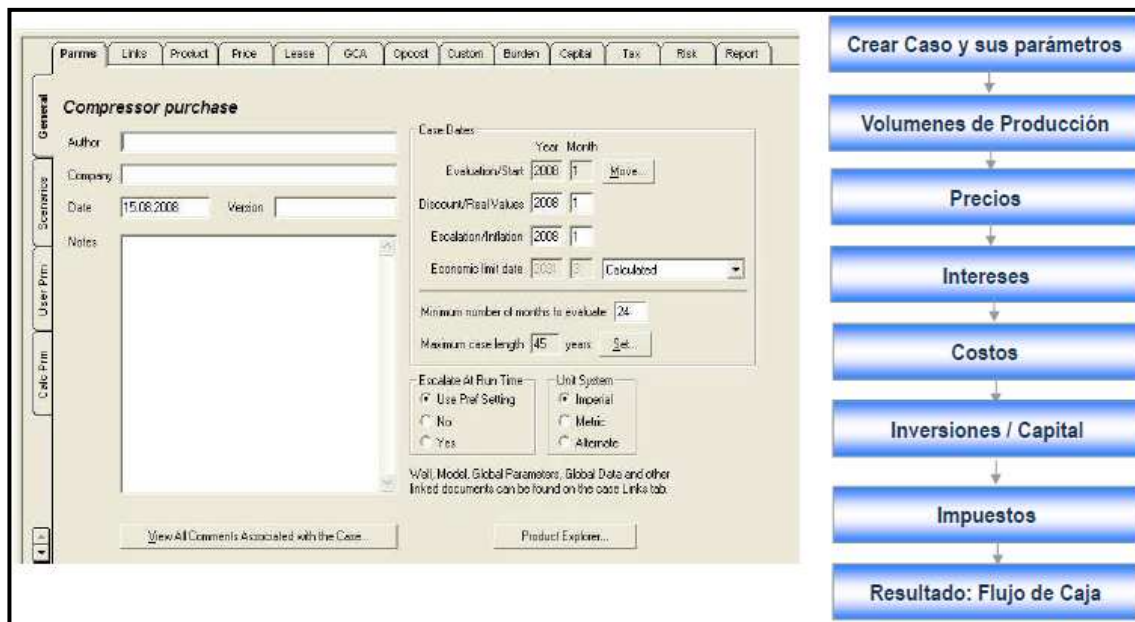 Parms Links Product Price Lease GCA Opcost Custom Burden Capital Tax Risk Report
General
Scenarios
User Prm
Calc Prm
Compressor purchase
Author
Company
Date 15.08.2008 Version
Notes
Case Dates
Year Month
Evaluation/Start 2008 1 Move...
Discount/Real Values 2008 1
Escalation/Inflation 2008 1
Economic limit date 2031 3 Calculated
Minimum number of months to evaluate 24
Maximum case length 45 years Set...
Escalate At Run Time
Use Pref Setting
No
Yes
Unit System
Imperial
Metric
Alternate
Well, Model, Global Parameters, Global Data and other
linked documents can be found on the case Links tab.
View All Comments Associated with the Case...
Product Explorer...
Crear Caso y sus parámetros
Volumenes de Producción
Precios
Intereses
Costos
Inversiones / Capital
Impuestos
Resultado: Flujo de Caja